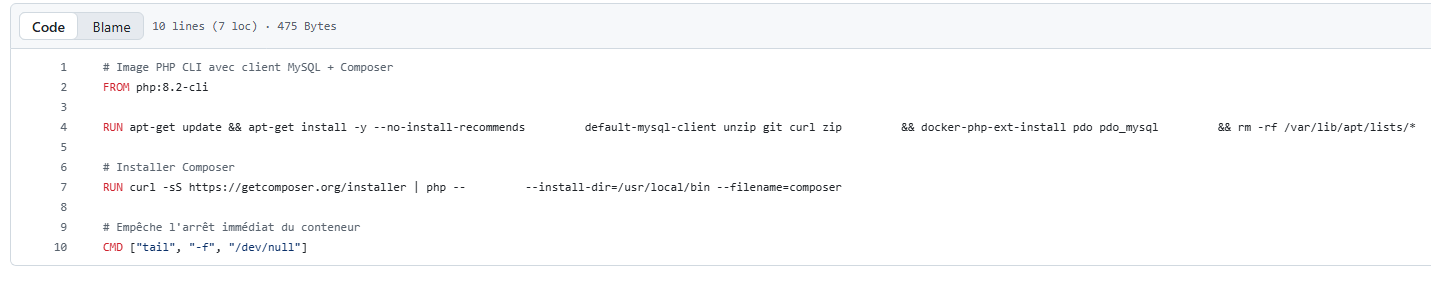 Code Blame 10 lines (7 loc) · 475 Bytes
1 # Image PHP CLI avec client MySQL + Composer
2 FROM php:8.2-cli
3
4 RUN apt-get update && apt-get install -y --no-install-recommends         default-mysql-client unzip git curl zip         && docker-php-ext-install pdo pdo_mysql         && rm -rf /var/lib/apt/lists/*
5
6 # Installer Composer
7 RUN curl -sS https://getcomposer.org/installer | php --         --install-dir=/usr/local/bin --filename=composer
8
9 # Empêche l'arrêt immédiat du conteneur
10 CMD ["tail", "-f", "/dev/null"]